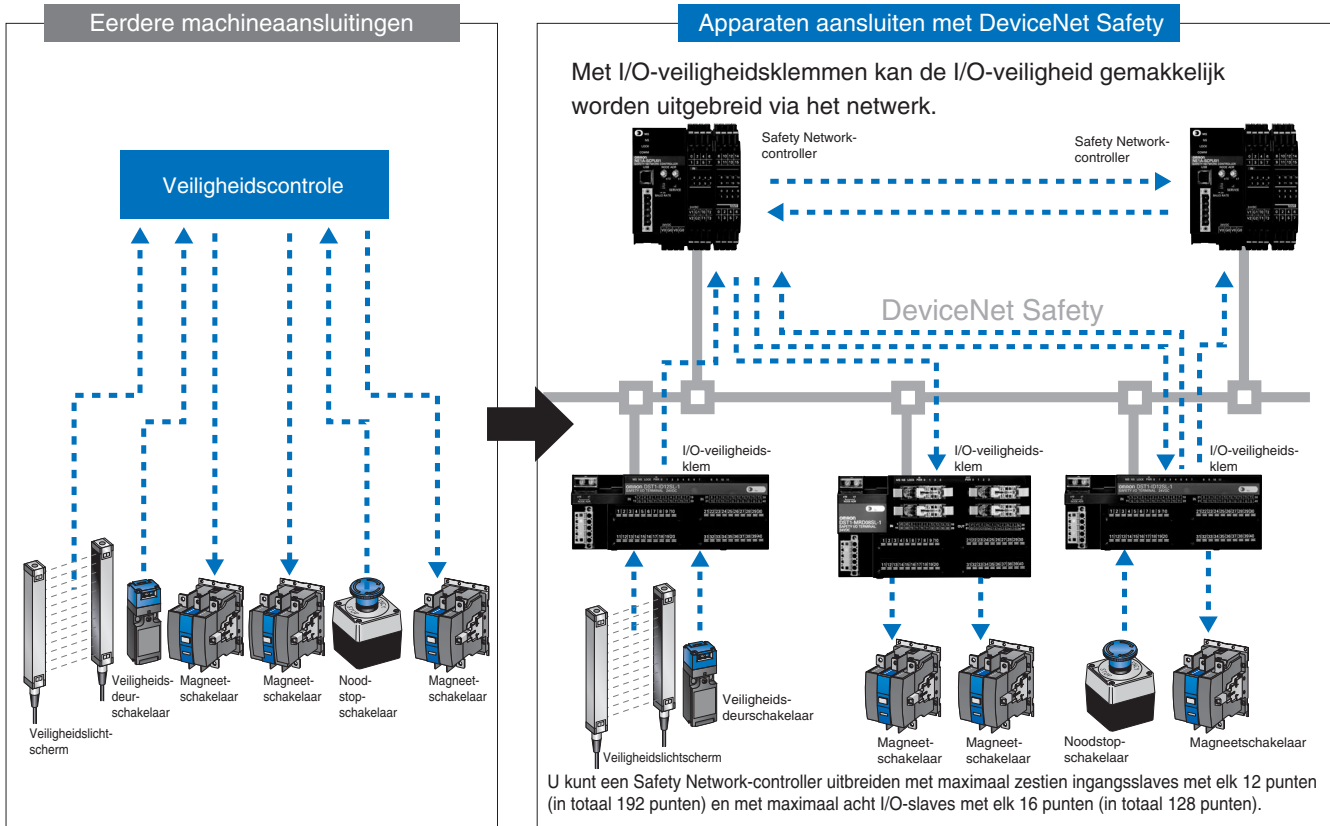 Eerdere machineaansluitingen
Veiligheidscontrole
Veiligheidslicht-
scherm
Veiligheids-
deur-
schakelaar
Magneet-
schakelaar
Magneet-
schakelaar
Nood-
stop-
schakelaar
Magneet-
schakelaar
Apparaten aansluiten met DeviceNet Safety
Met I/O-veiligheidsklemmen kan de I/O-veiligheid gemakkelijk
worden uitgebreid via het netwerk.
Safety Network-
controller
Safety Network-
controller
DeviceNet Safety
I/O-veiligheids-
klem
I/O-veiligheids-
klem
I/O-veiligheids-
klem
Veiligheidslichtscherm
Veiligheids-
deurschakelaar
Magneet-
schakelaar
Magneet-
schakelaar
Noodstop-
schakelaar
Magneetschakelaar
U kunt een Safety Network-controller uitbreiden met maximaal zestien ingangsslaves met elk 12 punten
(in totaal 192 punten) en met maximaal acht I/O-slaves met elk 16 punten (in totaal 128 punten).